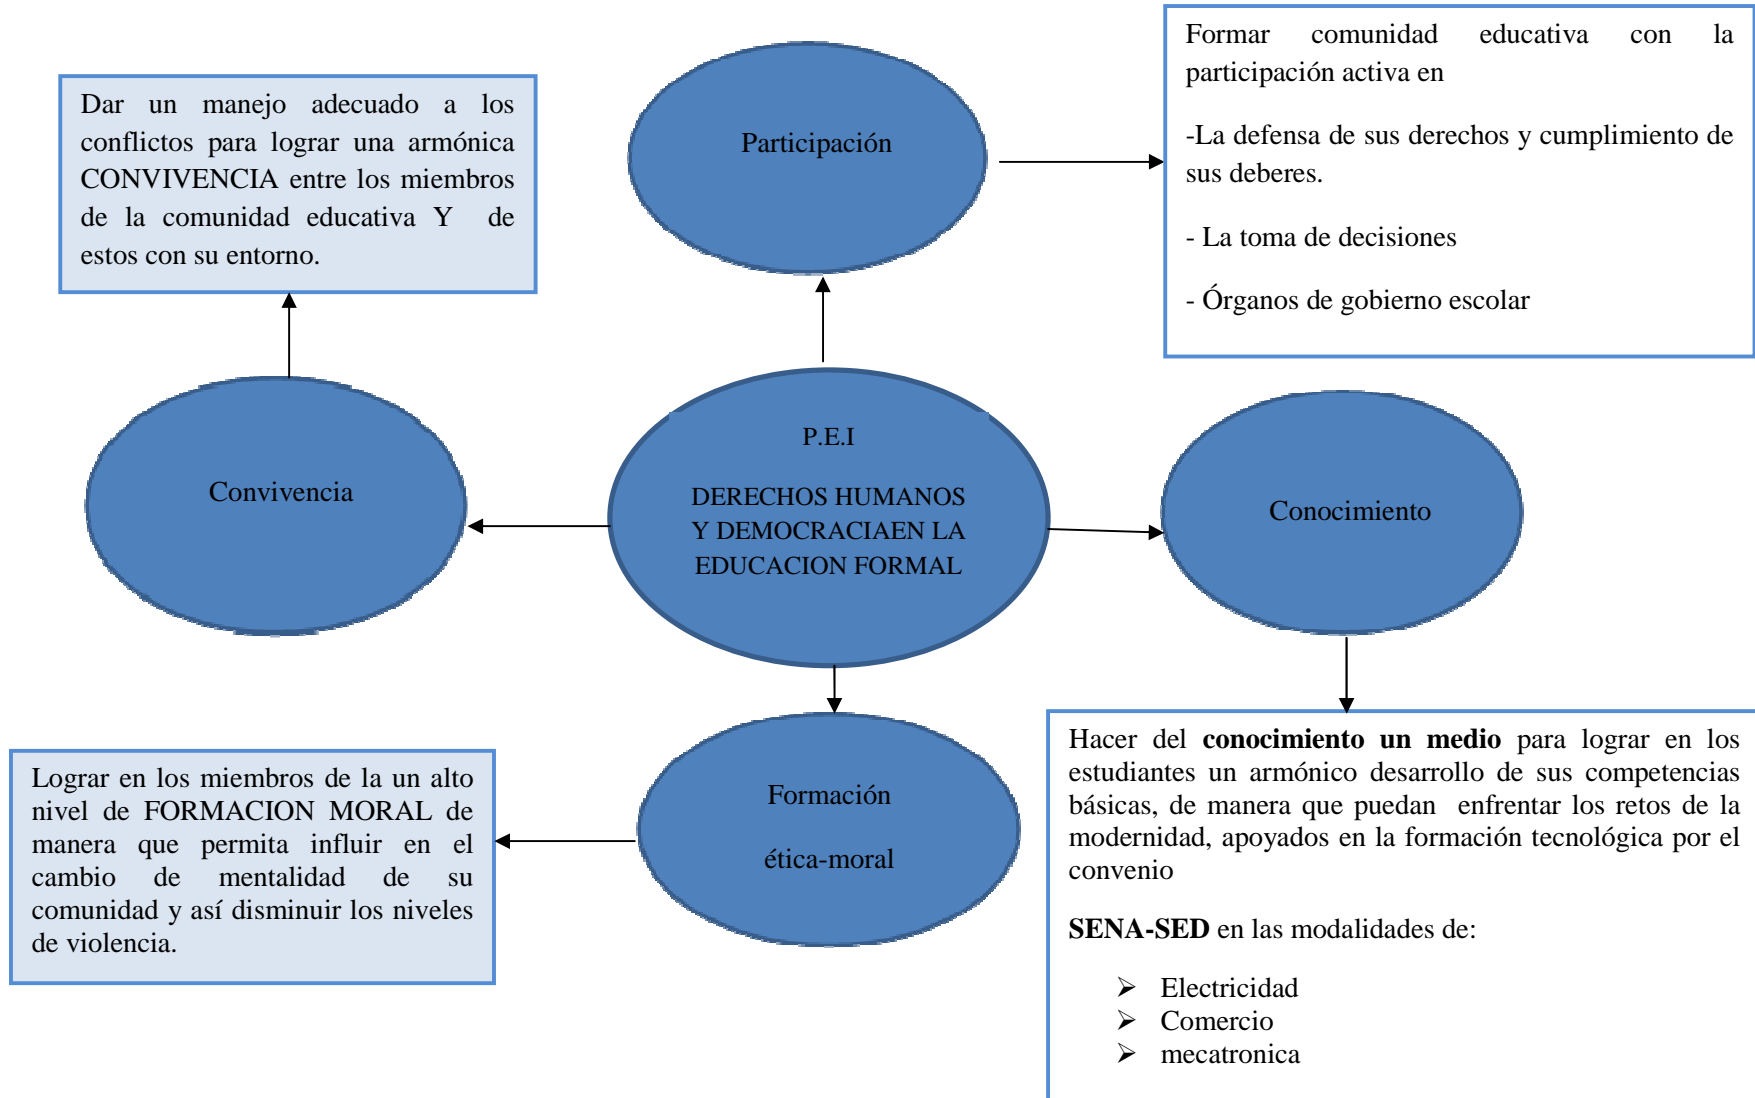 Formar comunidad educativa con la
participación activa en
-La defensa de sus derechos y cumplimiento de
sus deberes.
- La toma de decisiones
- Órganos de gobierno escolar
Dar un manejo adecuado a los
conflictos para lograr una armónica
CONVIVENCIA entre los miembros
de la comunidad educativa Y de
estos con su entorno.
Participación
Convivencia
P.E.I
DERECHOS HUMANOS
Y DEMOCRACIAEN LA
EDUCACION FORMAL
Conocimiento
Formación
ética-moral
Lograr en los miembros de la un alto
nivel de FORMACION MORAL de
manera que permita influir en el
cambio de mentalidad de su
comunidad y así disminuir los niveles
de violencia.
Hacer del conocimiento un medio para lograr en los
estudiantes un armónico desarrollo de sus competencias
básicas, de manera que puedan enfrentar los retos de la
modernidad, apoyados en la formación tecnológica por el
convenio
SENA-SED en las modalidades de:
➢ Electricidad
➢ Comercio
➢ mecatronica